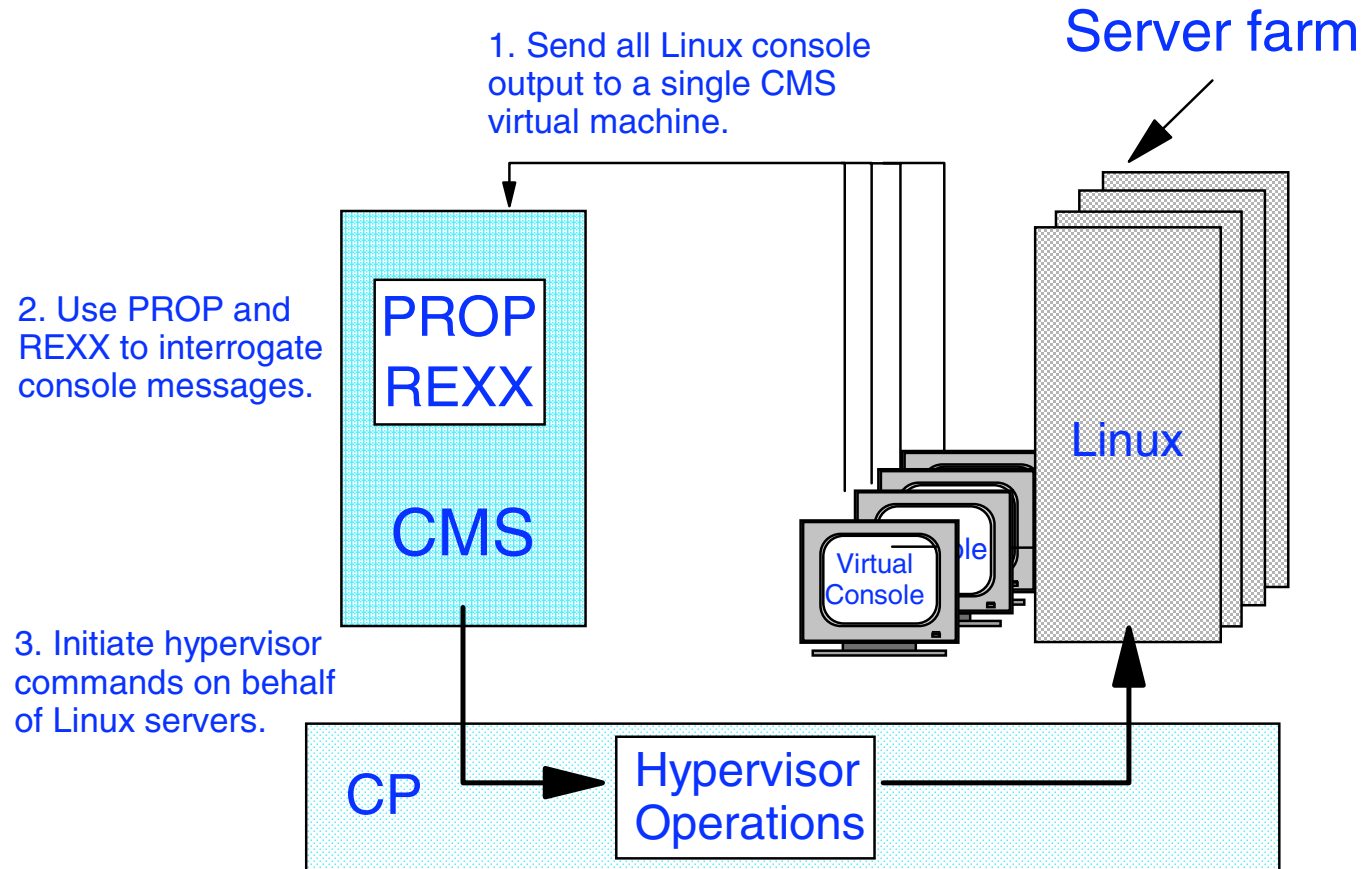 Server farm
1. Send all Linux console
output to a single CMS
virtual machine.
2. Use PROP and
REXX to interrogate
console messages.
PROP
REXX
CMS
Linux
Virtual
Console
ole
3. Initiate hypervisor
commands on behalf
of Linux servers.
CP
Hypervisor
Operations